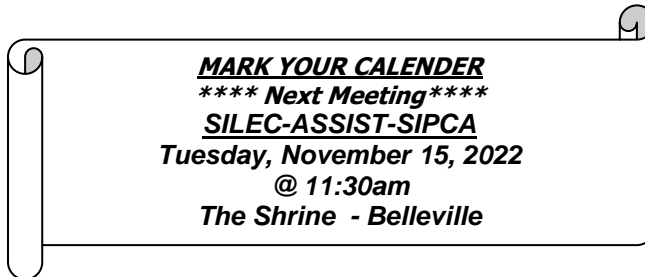 MARK YOUR CALENDER
**** Next Meeting****
SILEC-ASSIST-SIPCA
Tuesday, November 15, 2022
@ 11:30am
The Shrine - Belleville